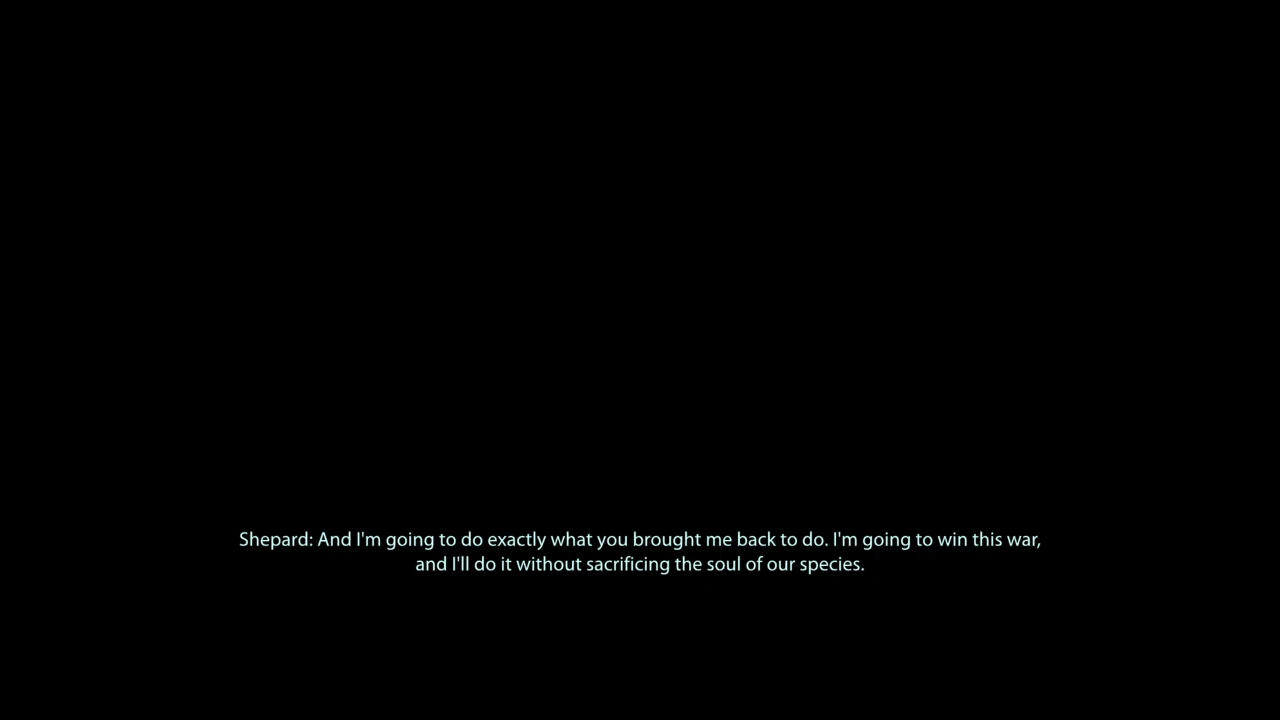 Shepard: And I'm going to do exactly what you brought me back to do. I'm going to win this war,
and I'll do it without sacrificing the soul of our species.